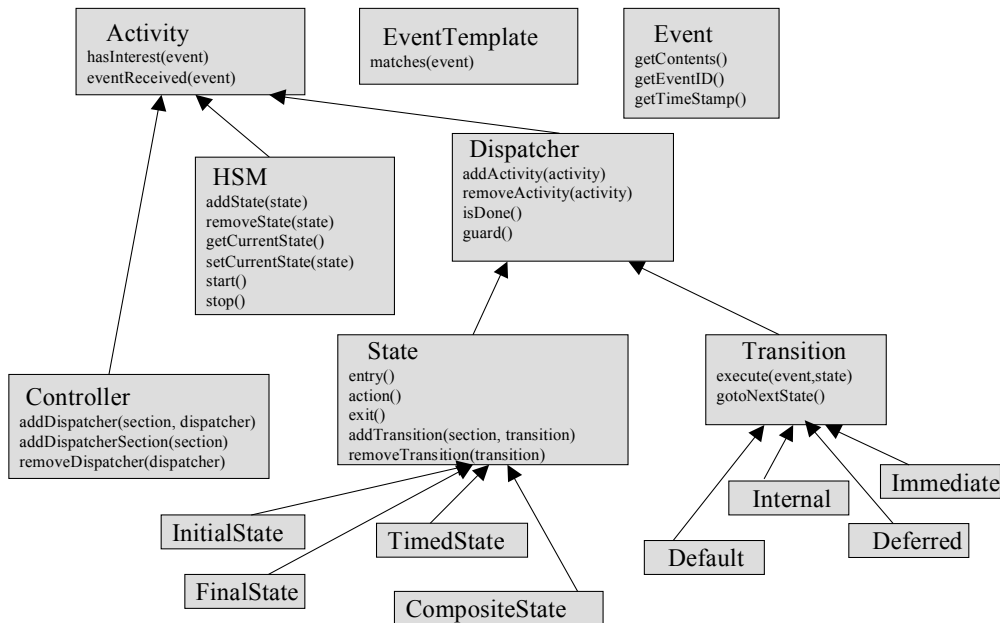 Activity
hasInterest(event)
eventReceived(event)
EventTemplate
matches(event)
Event
getContents()
getEventID()
getTimeStamp()
HSM
addState(state)
removeState(state)
getCurrentState()
setCurrentState(state)
start()
stop()
Dispatcher
addActivity(activity)
removeActivity(activity)
isDone()
guard()
Controller
addDispatcher(section, dispatcher)
addDispatcherSection(section)
removeDispatcher(dispatcher)
State
entry()
action()
exit()
addTransition(section, transition)
removeTransition(transition)
Transition
execute(event,state)
gotoNextState()
InitialState
FinalState
TimedState
CompositeState
Default
Internal
Deferred
Immediate